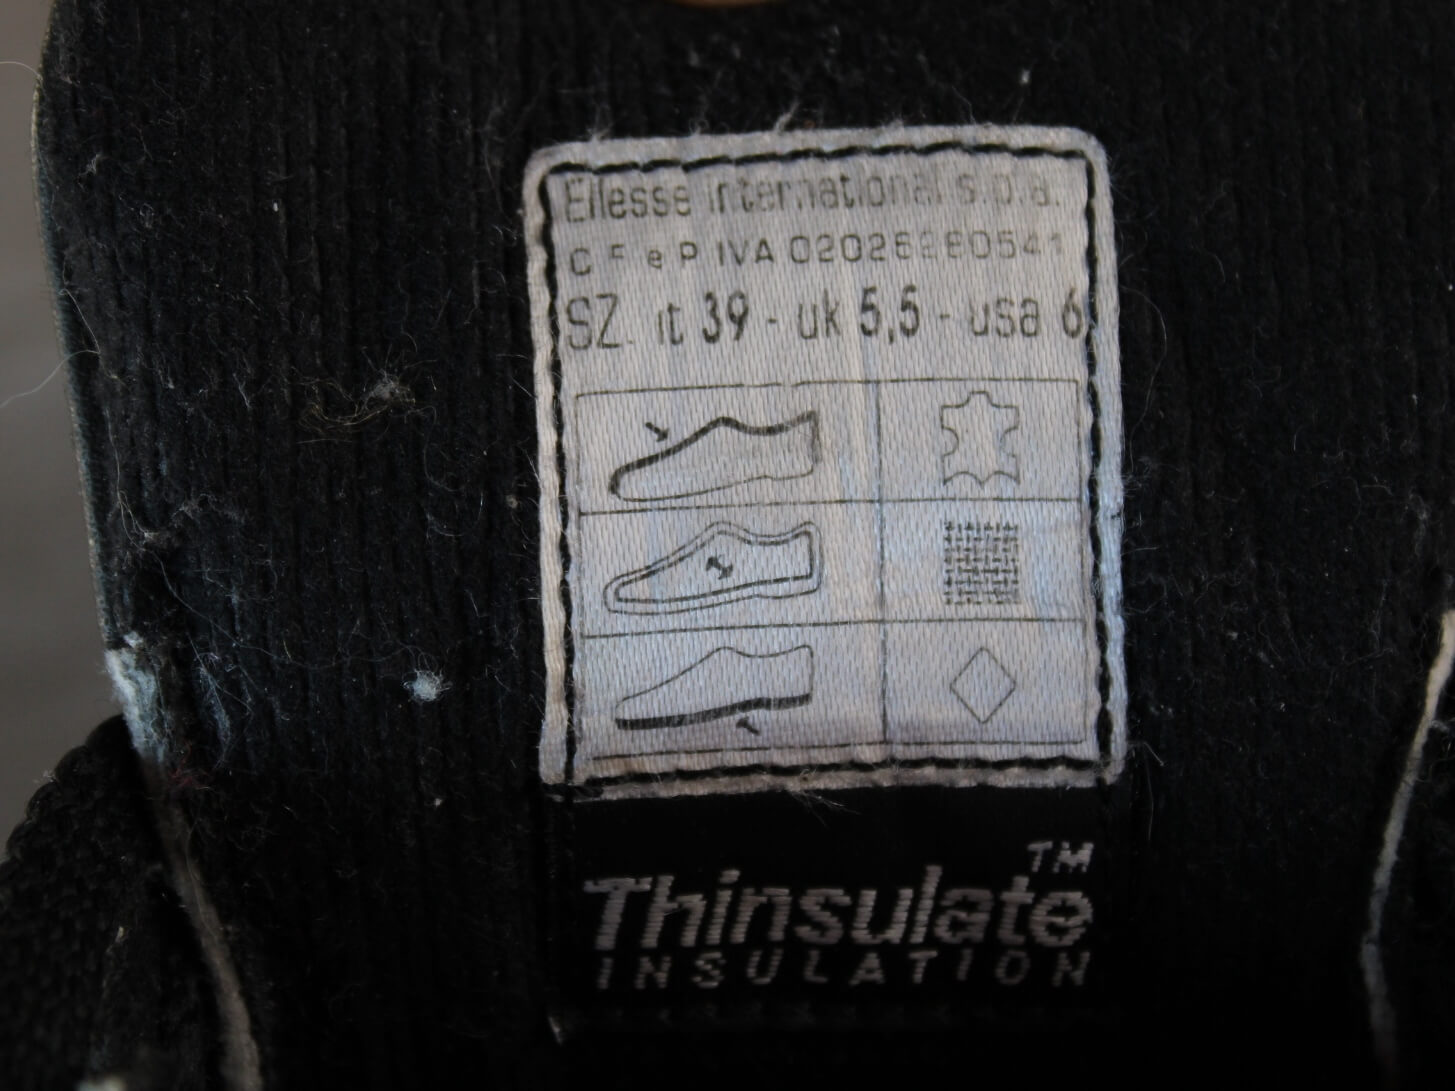 Ellesse international s.p.a.
C F e P IVA 02026280541
SZ. it 39 - uk 5,5 - usa 6
Thinsulate™
INSULATION